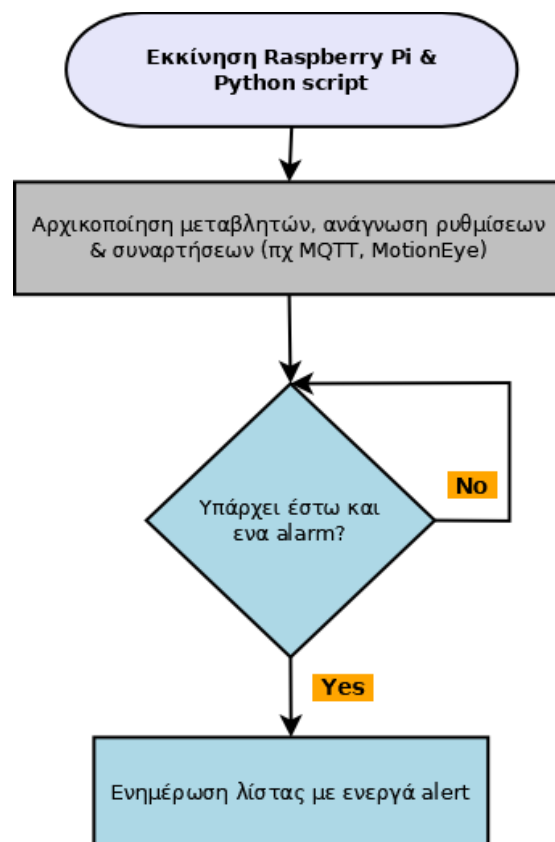 Εκκίνηση Raspberry Pi &
Python script
Αρχικοποίηση μεταβλητών, ανάγνωση ρυθμίσεων
& συναρτήσεων (πχ MQTT, MotionEye)
No
Υπάρχει έστω και
ενα alarm?
Yes
Ενημέρωση λίστας με ενεργά alert